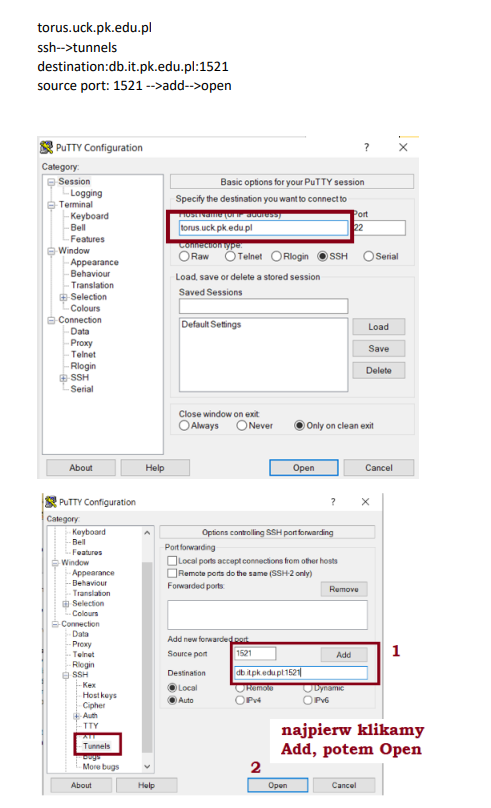 torus.uck.pk.edu.pl
ssh-->tunnels
destination:db.it.pk.edu.pl:1521
source port: 1521 -->add-->open
PuTTY Configuration ? ×
Category:
Session
Logging
Terminal
Keyboard
Bell
Features
Window
Appearance
Behaviour
Translation
Selection
Colours
Connection
Data
Proxy
Telnet
Rlogin
SSH
Serial
Basic options for your PuTTY session
Specify the destination you want to connect to
Host Name (or IP address) Port
torus.uck.pk.edu.pl 22
Connection type:
Raw Telnet Rlogin SSH Serial
Load, save or delete a stored session
Saved Sessions
Default Settings
Load
Save
Delete
Close window on exit:
Always Never Only on clean exit
About Help Open Cancel
PuTTY Configuration ? ×
Category:
Keyboard
Bell
Features
Window
Appearance
Behaviour
Translation
Selection
Colours
Connection
Data
Proxy
Telnet
Rlogin
SSH
Kex
Host keys
Cipher
Auth
TTY
X11
Tunnels
Bugs
More bugs
Options controlling SSH port forwarding
Port forwarding
Local ports accept connections from other hosts
Remote ports do the same (SSH-2 only)
Forwarded ports: Remove
Add new forwarded port:
Source port 1521 Add
Destination db.it.pk.edu.pl:1521
Local Remote Dynamic
Auto IPv4 IPv6
1
najpierw klikamy
Add, potem Open
2
About Help Open Cancel